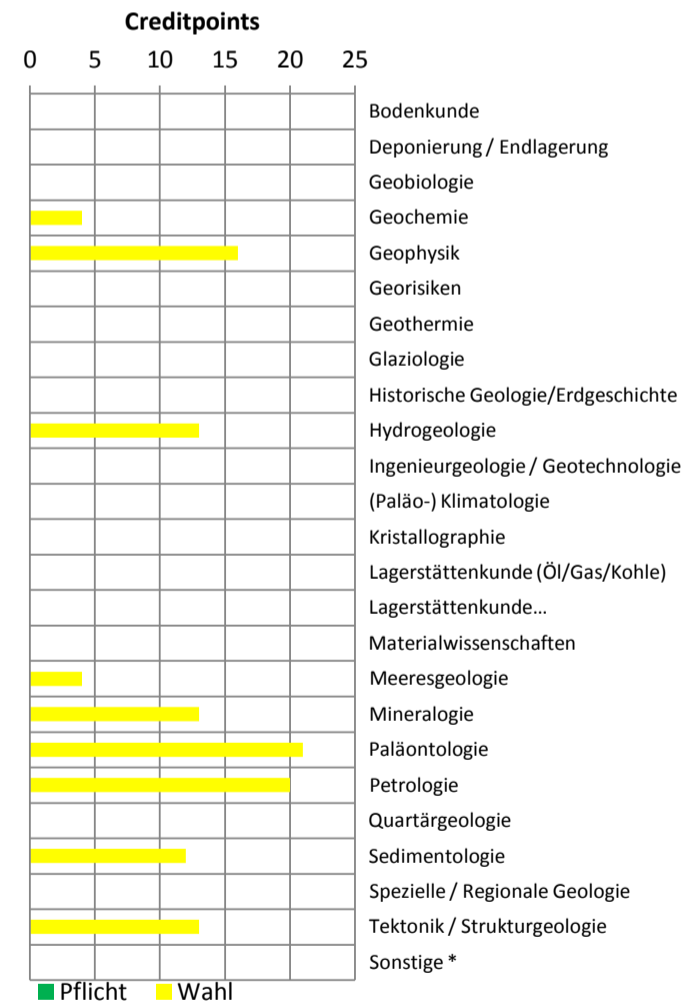 Creditpoints
0 5 10 15 20 25
Bodenkunde
Deponierung / Endlagerung
Geobiologie
Geochemie
Geophysik
Georisiken
Geothermie
Glaziologie
Historische Geologie/Erdgeschichte
Hydrogeologie
Ingenieurgeologie / Geotechnologie
(Paläo-) Klimatologie
Kristallographie
Lagerstättenkunde (Öl/Gas/Kohle)
Lagerstättenkunde...
Materialwissenschaften
Meeresgeologie
Mineralogie
Paläontologie
Petrologie
Quartärgeologie
Sedimentologie
Spezielle / Regionale Geologie
Tektonik / Strukturgeologie
Sonstige *
Pflicht Wahl